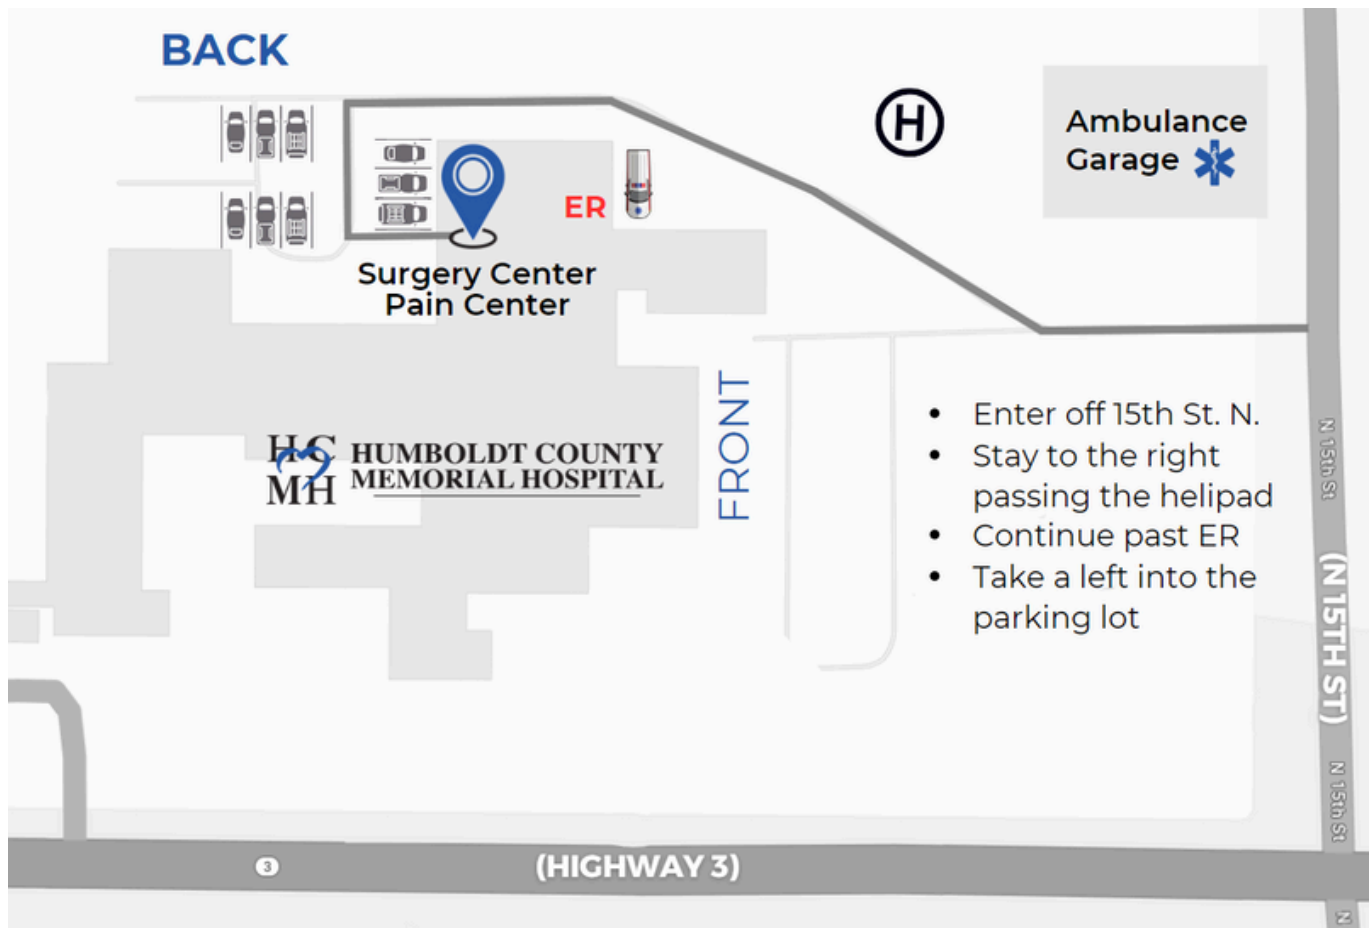 BACK
H
Ambulance
Garage
ER
Surgery Center
Pain Center
FRONT
HCMH
HUMBOLDT COUNTY
MEMORIAL HOSPITAL
• Enter off 15th St. N.
• Stay to the right
passing the helipad
• Continue past ER
• Take a left into the
parking lot
N 15th St
(N 15TH ST)
N 15th St
3
(HIGHWAY 3)
N